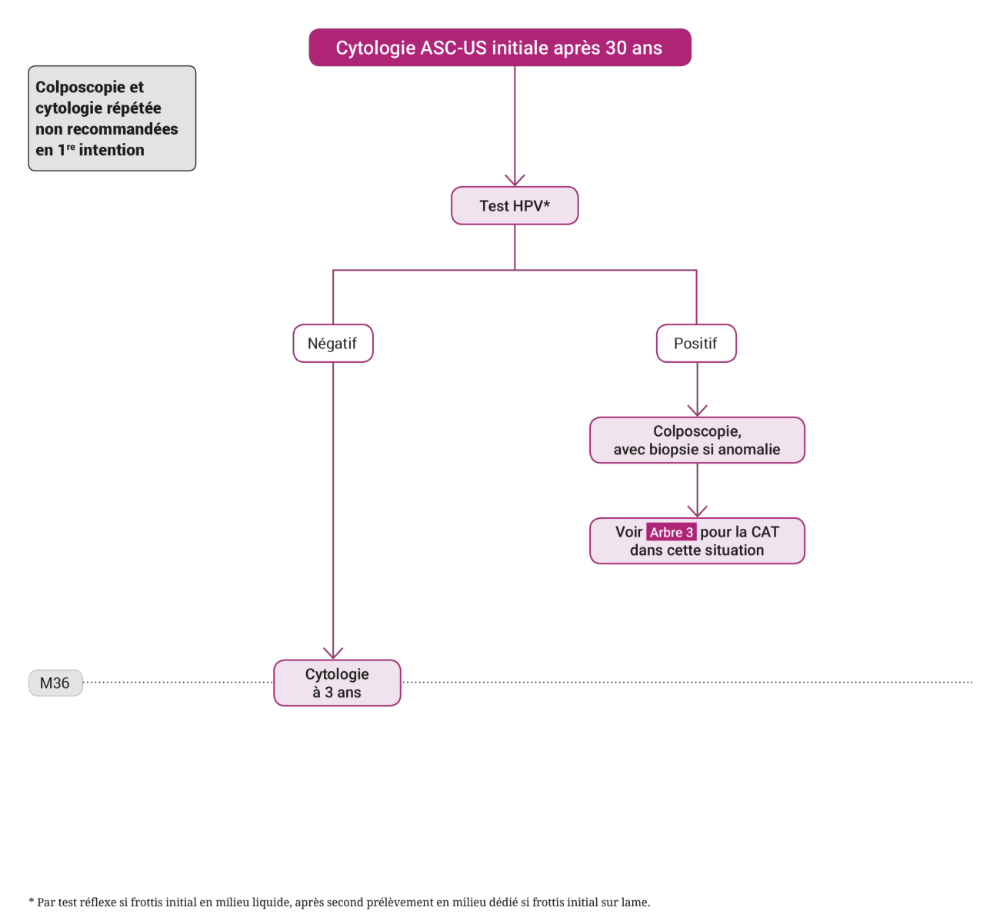 Cytologie ASC-US initiale après 30 ans
Colposcopie et
cytologie répétée
non recommandées
en 1re intention
Test HPV*
Négatif
Positif
Colposcopie,
avec biopsie si anomalie
Voir Arbre 3 pour la CAT
dans cette situation
M36
Cytologie
à 3 ans
* Par test réflexe si frottis initial en milieu liquide, après second prélèvement en milieu dédié si frottis initial sur lame.